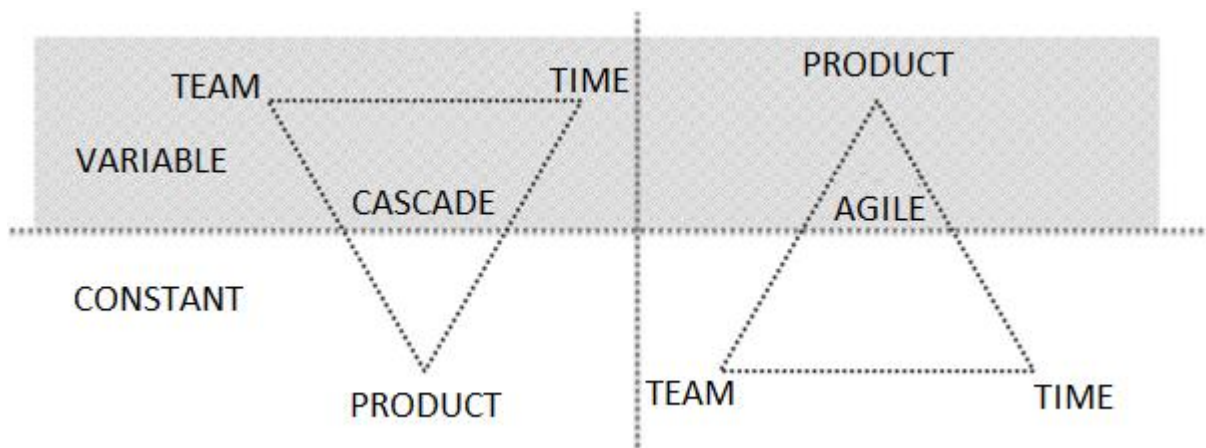 TEAM
TIME
VARIABLE
CASCADE
CONSTANT
PRODUCT
PRODUCT
AGILE
TEAM
TIME